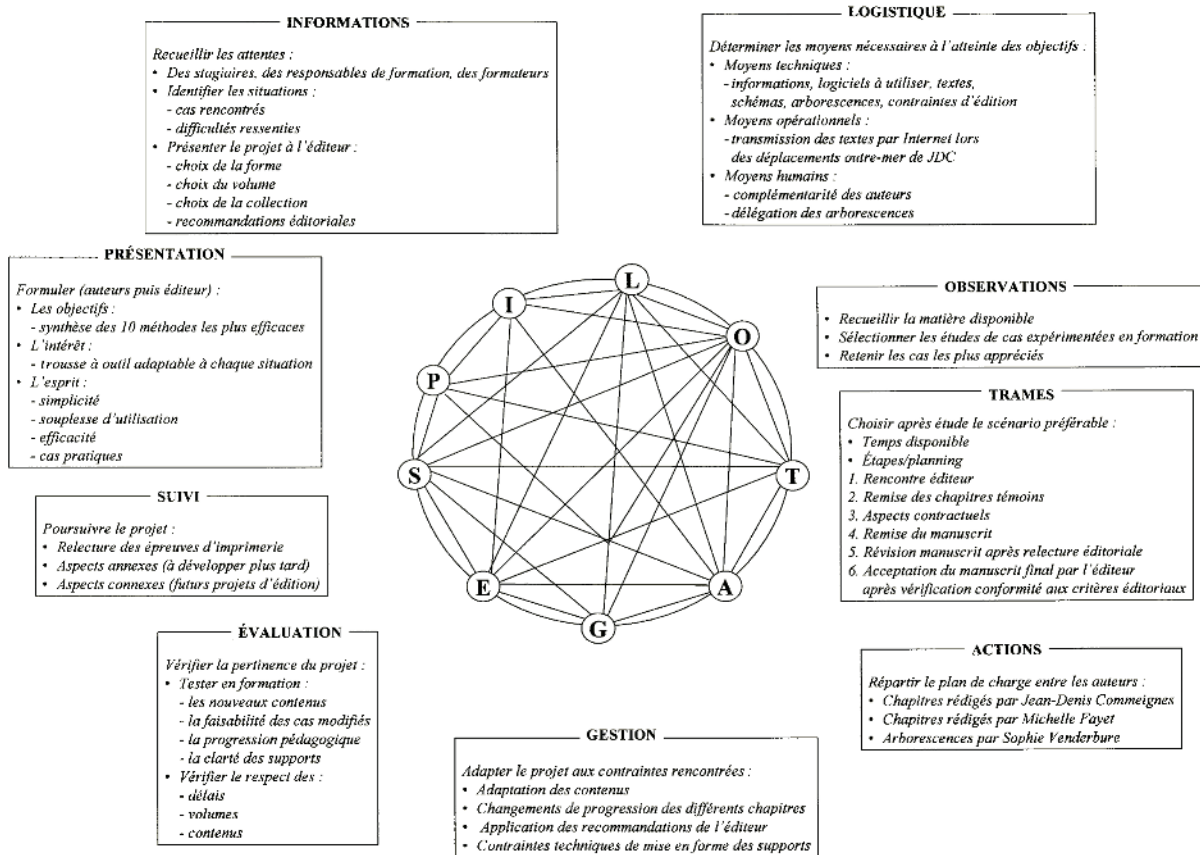 INFORMATIONS
Recueillir les attentes :
• Des stagiaires, des responsables de formation, des formateurs
• Identifier les situations :
- cas rencontrés
- difficultés ressenties
• Présenter le projet à l'éditeur :
- choix de la forme
- choix du volume
- choix de la collection
- recommandations éditoriales
LOGISTIQUE
Déterminer les moyens nécessaires à l'atteinte des objectifs :
• Moyens techniques :
- informations, logiciels à utiliser, textes,
schémas, arborescences, contraintes d'édition
• Moyens opérationnels :
- transmission des textes par Internet lors
des déplacements outre-mer de JDC
• Moyens humains :
- complémentarité des auteurs
- délégation des arborescences
PRÉSENTATION
Formuler (auteurs puis éditeur) :
• Les objectifs :
- synthèse des 10 méthodes les plus efficaces
• L'intérêt :
- trousse à outil adaptable à chaque situation
• L'esprit :
- simplicité
- souplesse d'utilisation
- efficacité
- cas pratiques
OBSERVATIONS
• Recueillir la matière disponible
• Sélectionner les études de cas expérimentées en formation
• Retenir les cas les plus appréciés
L
I
O
P
S
T
E
A
G
TRAMES
Choisir après étude le scénario préférable :
• Temps disponible
• Étapes/planning
1. Rencontre éditeur
2. Remise des chapitres témoins
3. Aspects contractuels
4. Remise du manuscrit
5. Révision manuscrit après relecture éditoriale
6. Acceptation du manuscrit final par l'éditeur
après vérification conformité aux critères éditoriaux
SUIVI
Poursuivre le projet :
• Relecture des épreuves d'imprimerie
• Aspects annexes (à développer plus tard)
• Aspects connexes (futurs projets d'édition)
ÉVALUATION
Vérifier la pertinence du projet :
• Tester en formation :
- les nouveaux contenus
- la faisabilité des cas modifiés
- la progression pédagogique
- la clarté des supports
• Vérifier le respect des :
- délais
- volumes
- contenus
GESTION
Adapter le projet aux contraintes rencontrées :
• Adaptation des contenus
• Changements de progression des différents chapitres
• Application des recommandations de l'éditeur
• Contraintes techniques de mise en forme des supports
ACTIONS
Répartir le plan de charge entre les auteurs :
• Chapitres rédigés par Jean-Denis Commeignes
• Chapitres rédigés par Michelle Fayet
• Arborescences par Sophie Venderbure